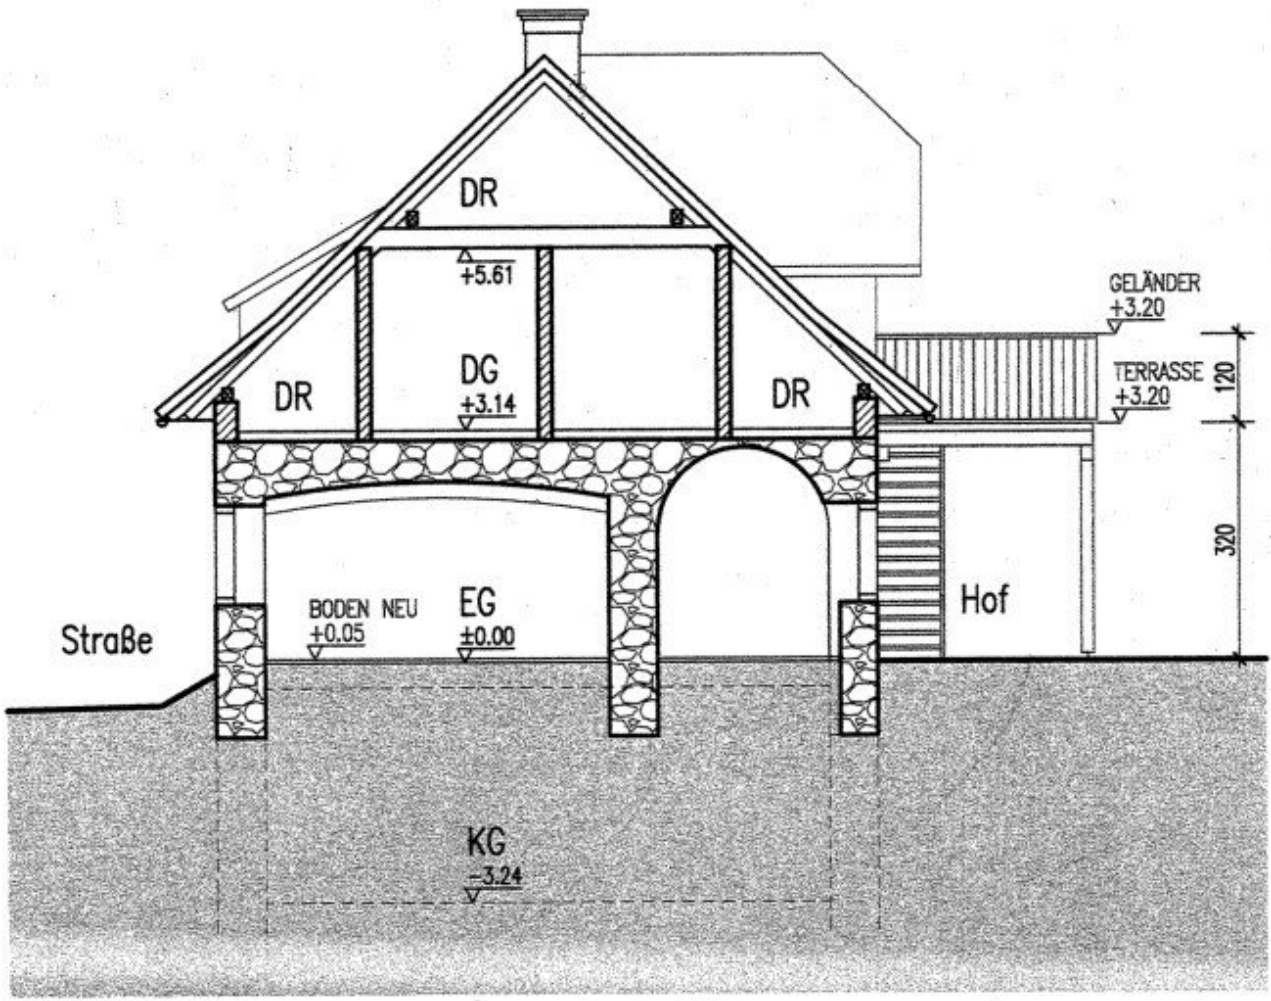 DR
+5.61
GELÄNDER
+3.20
DG
+3.14
DR
DR
TERRASSE
+3.20
120
320
BODEN NEU
+0.05
EG
±0.00
Hof
Straße
KG
-3.24